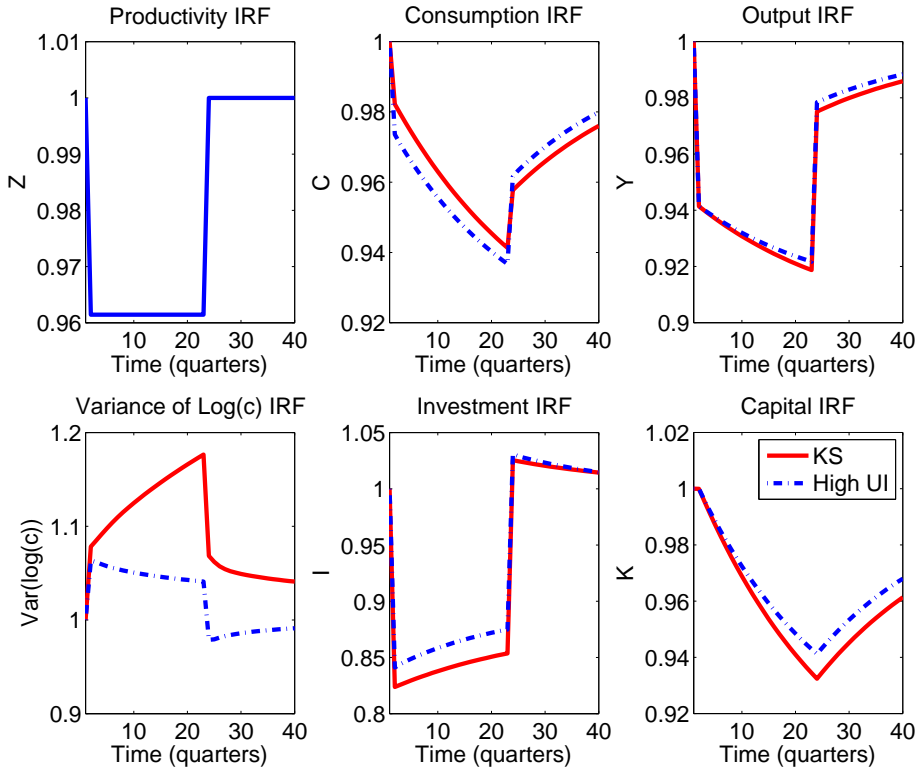 Productivity IRF
1.01
1
0.99
0.98
0.97
0.96
Z
10 20 30 40
Time (quarters)
Consumption IRF
1
0.98
0.96
0.94
0.92
C
10 20 30 40
Time (quarters)
Output IRF
1
0.98
0.96
0.94
0.92
0.9
Y
10 20 30 40
Time (quarters)
Variance of Log(c) IRF
1.2
1.1
1
0.9
Var(log(c))
10 20 30 40
Time (quarters)
Investment IRF
1.05
1
0.95
0.9
0.85
0.8
I
10 20 30 40
Time (quarters)
Capital IRF
1.02
1
0.98
0.96
0.94
0.92
K
KS
High UI
10 20 30 40
Time (quarters)